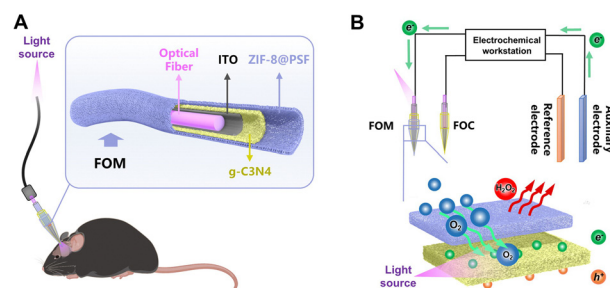 A
Light
source
Optical
Fiber
ITO
ZIF-8@PSF
FOM
g-C3N4
B
e-
Electrochemical
workstation
e-
FOM
FOC
Reference
electrode
Auxiliary
electrode
H2O2
O2
O2
e-
Light
source
h+